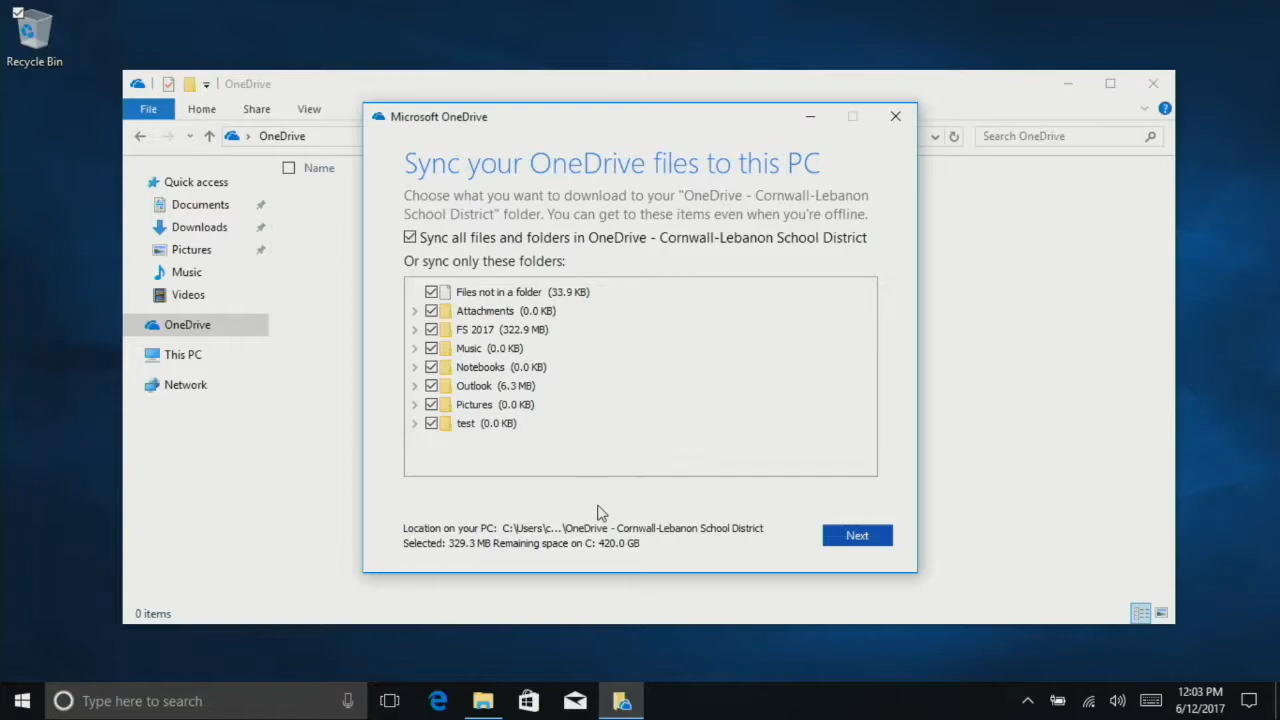 Recycle Bin
OneDrive
File
Home
Share
View
OneDrive
Search OneDrive
Quick access
Documents
Downloads
Pictures
Music
Videos
OneDrive
This PC
Network
Name
0 items
Microsoft OneDrive
Sync your OneDrive files to this PC
Choose what you want to download to your "OneDrive - Cornwall-Lebanon
School District" folder. You can get to these items even when you're offline.
Sync all files and folders in OneDrive - Cornwall-Lebanon School District
Or sync only these folders:
Files not in a folder (33.9 KB)
Attachments (0.0 KB)
FS 2017 (322.9 MB)
Music (0.0 KB)
Notebooks (0.0 KB)
Outlook (6.3 MB)
Pictures (0.0 KB)
test (0.0 KB)
Location on your PC: C:\Users\c...\OneDrive - Cornwall-Lebanon School District
Selected: 329.3 MB Remaining space on C: 420.0 GB
Next
Type here to search
12:03 PM
6/12/2017